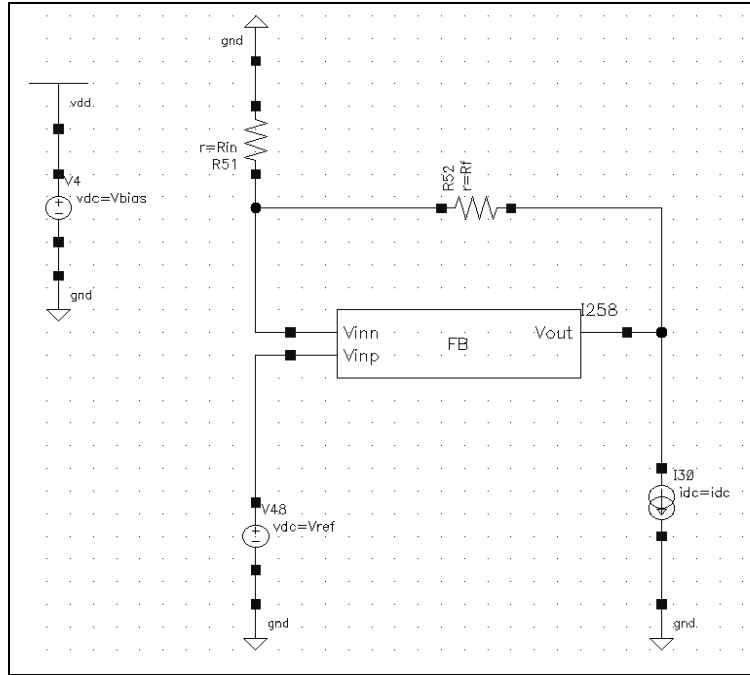 gnd
vdd.
r=Rin
R51
R52
r=Rf
V4
vdc=Vbias
gnd
I258
Vinn
FB
Vout
Vinp
I30
idc=idc
V48
vdc=Vref
gnd
gnd.